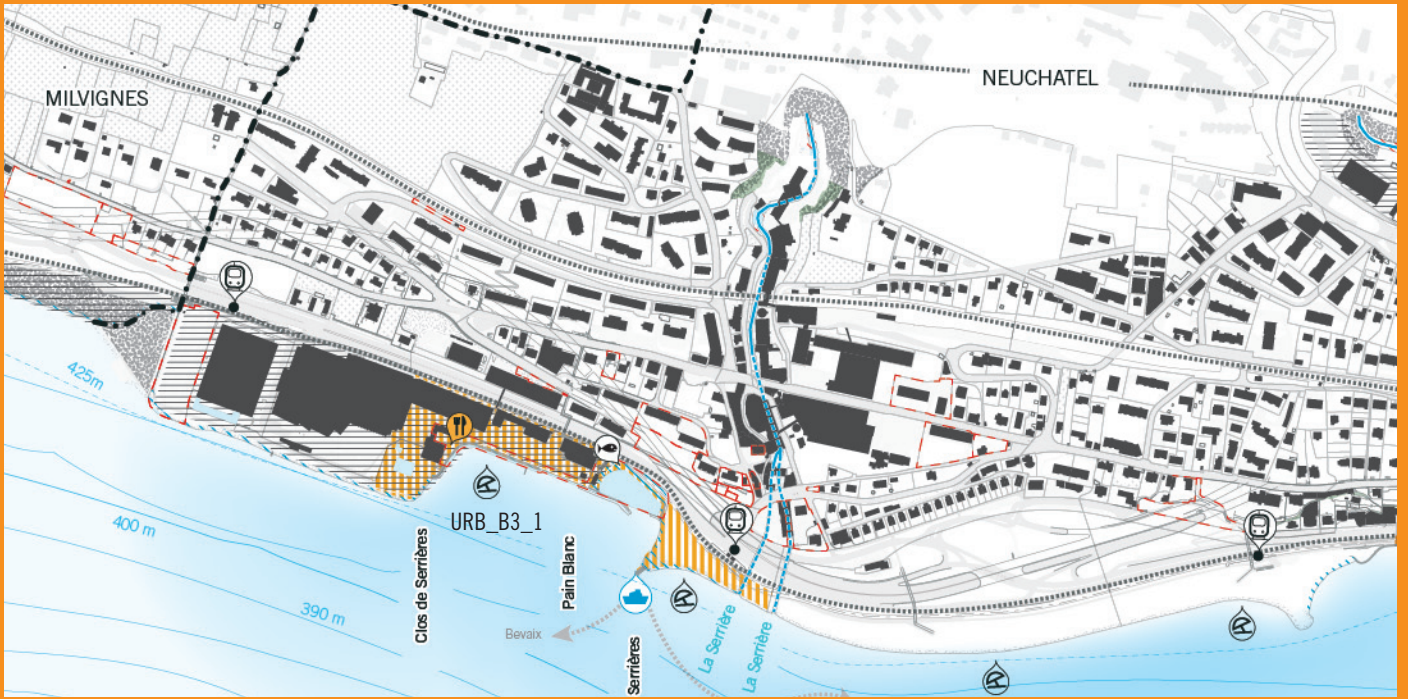 NEUCHATEL
MILVIGNES
425m
400 m
390 m
URB_B3_1
Clos de Serrières
Pain Blanc
Bevaix
Serrières
La Serrière
La Serrière